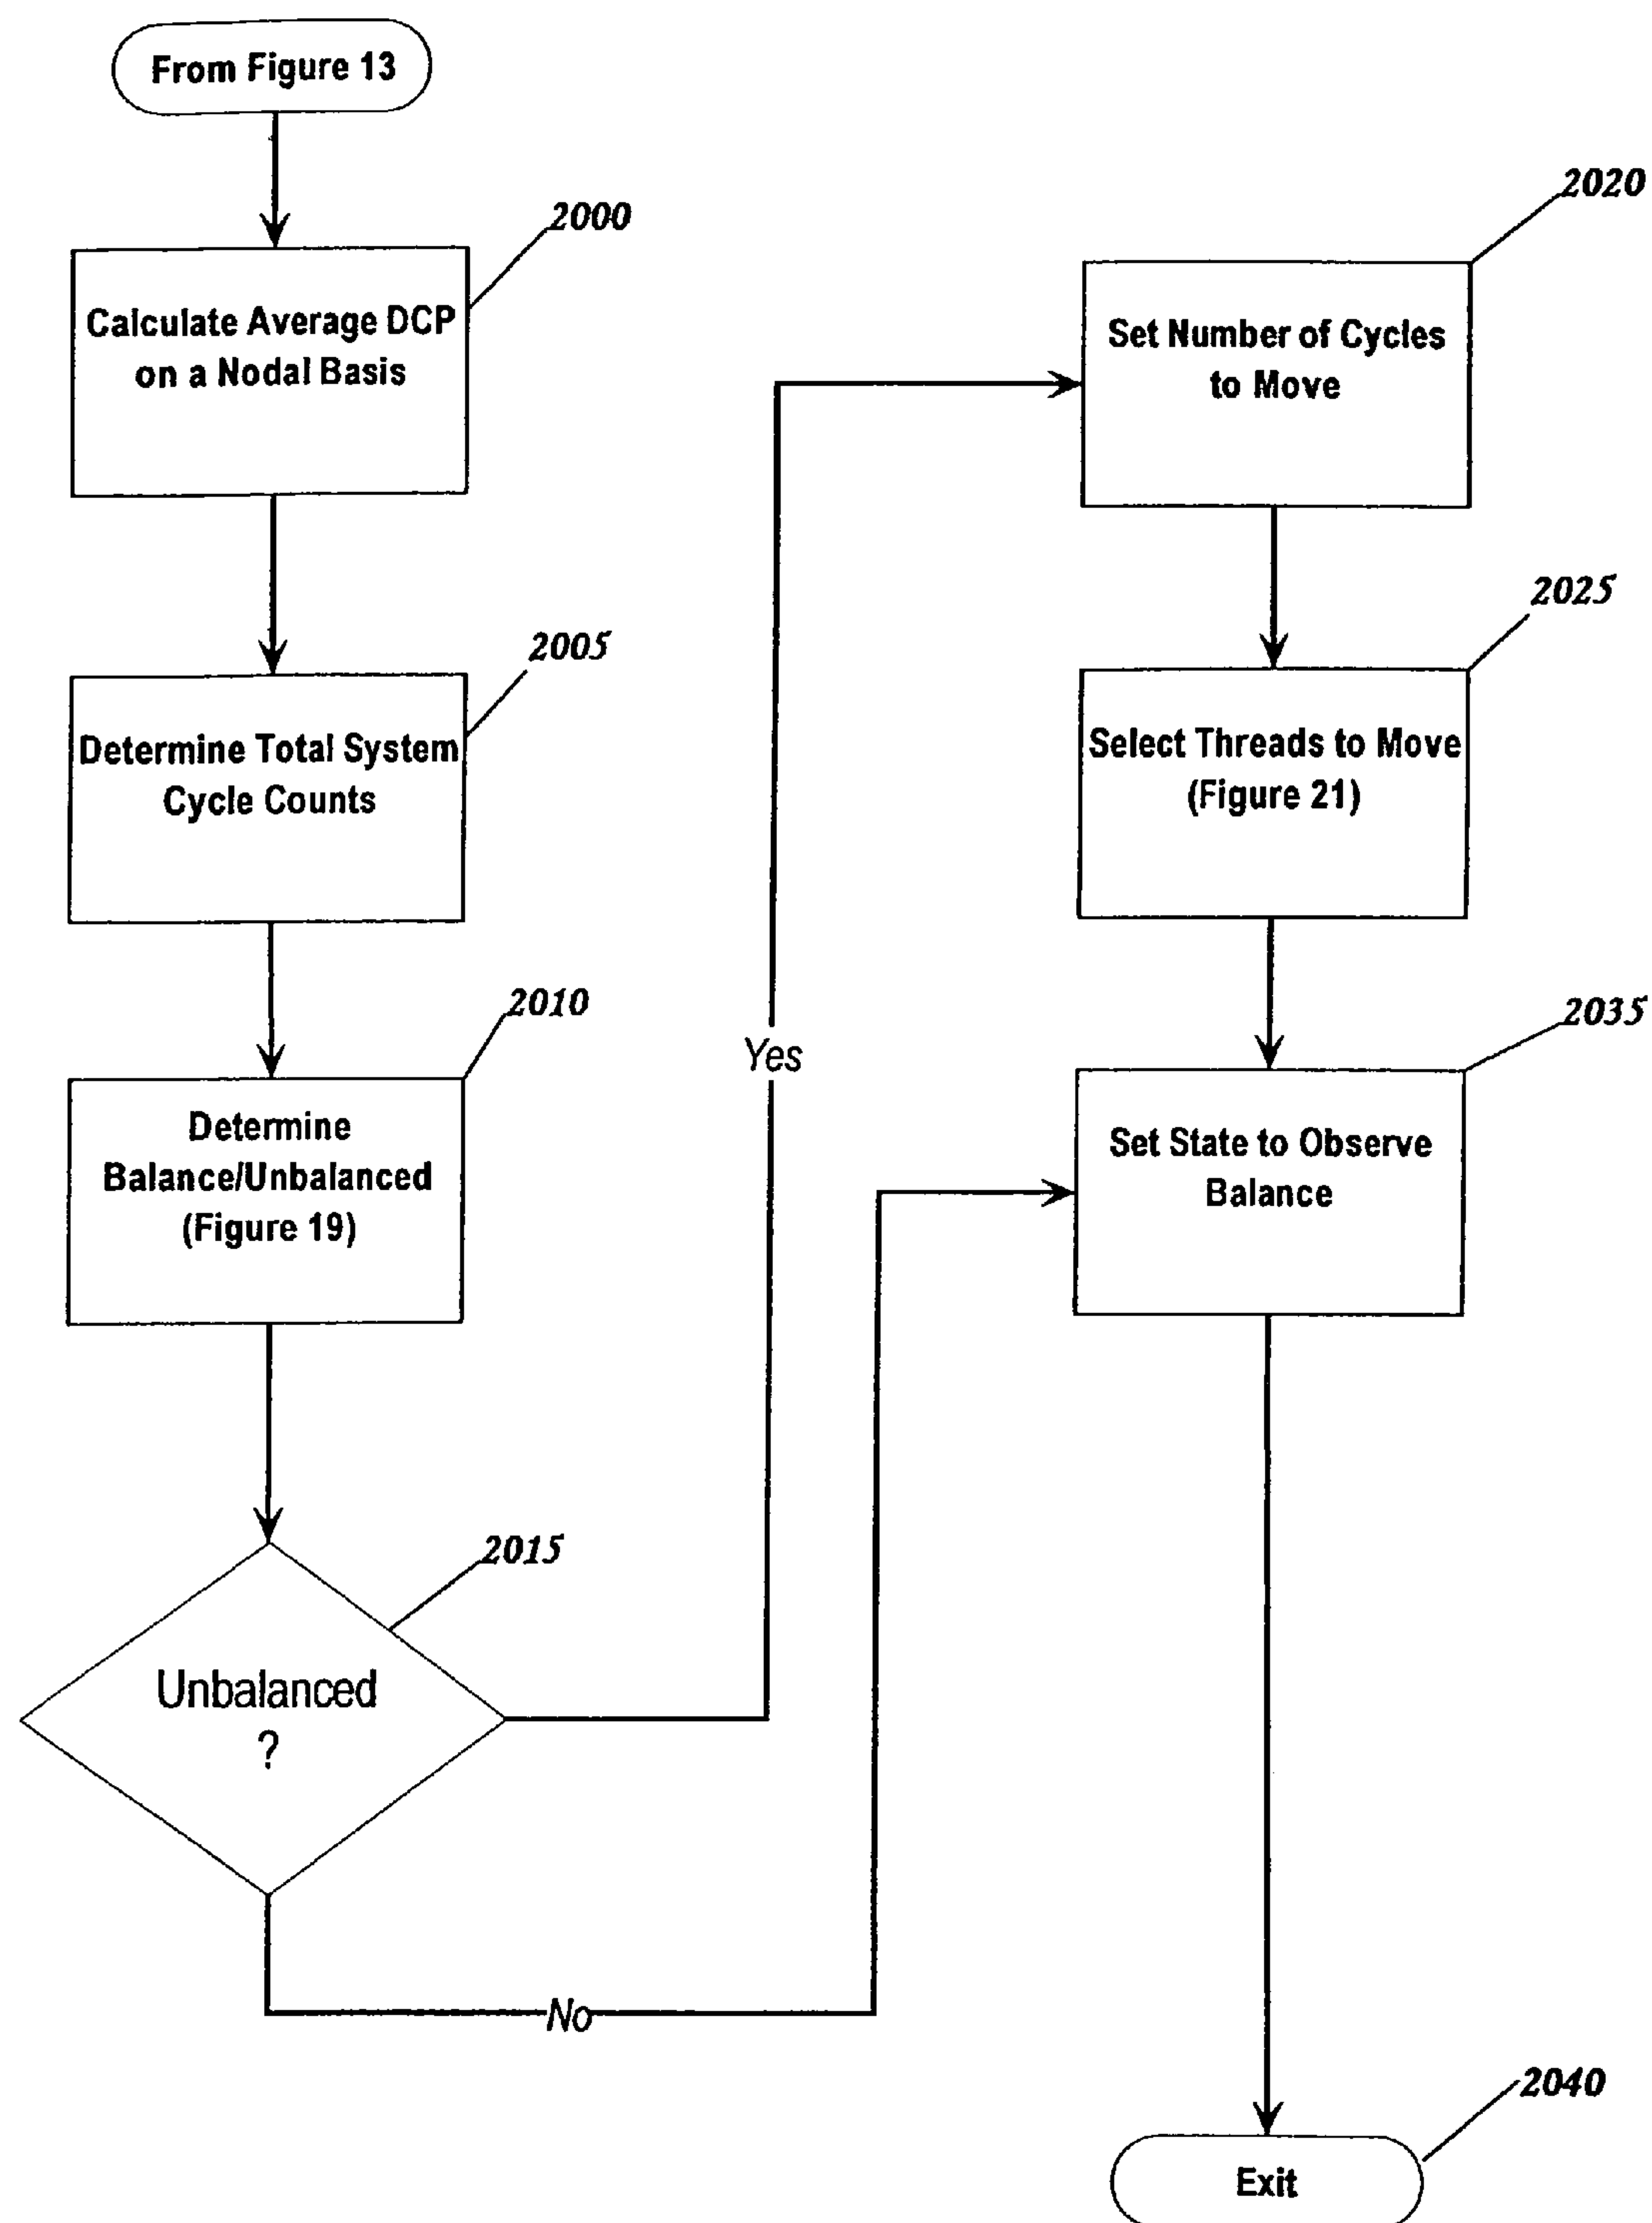 From Figure 13
2000
Calculate Average DCP
on a Nodal Basis
2005
Determine Total System
Cycle Counts
2010
Determine
Balance/Unbalanced
(Figure 19)
2015
Unbalanced
?
Yes
No
2020
Set Number of Cycles
to Move
2025
Select Threads to Move
(Figure 21)
2035
Set State to Observe
Balance
2040
Exit